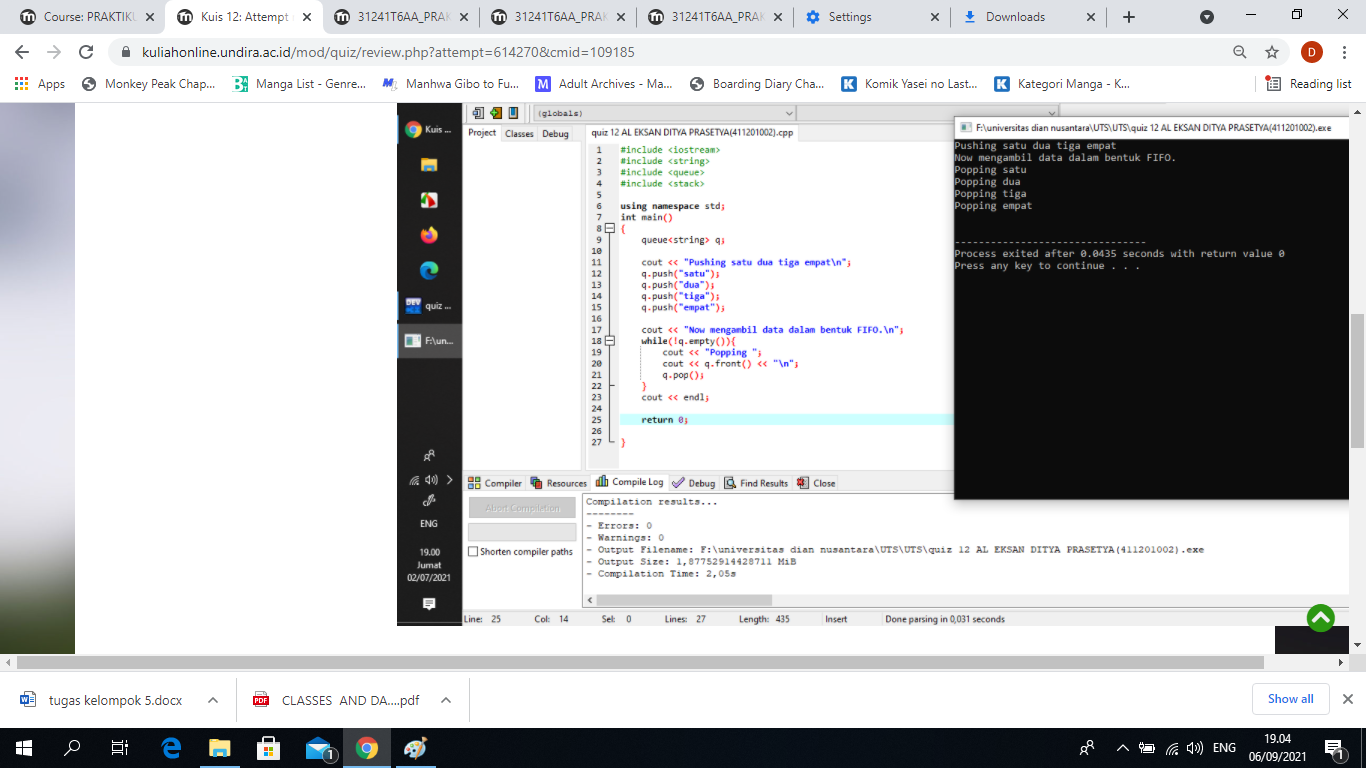 Course: PRAKTIKU
Kuis 12: Attempt
31241T6AA_PRAK
31241T6AA_PRAK
31241T6AA_PRAK
Settings
Downloads
kuliahonline.undira.ac.id/mod/quiz/review.php?attempt=614270&cmid=109185
D
Apps
Monkey Peak Chap...
Manga List - Genre...
Manhwa Gibo to Fu...
Adult Archives - Ma...
Boarding Diary Cha...
Komik Yasei no Last...
Kategori Manga - K...
Reading list
Kuis ...
quiz ...
F:\un...
ENG
19.00
Jumat
02/07/2021
(globals)
Project Classes Debug
quiz 12 AL EKSAN DITYA PRASETYA(411201002).cpp
1 #include <iostream>
2 #include <string>
3 #include <queue>
4 #include <stack>
5
6 using namespace std;
7 int main()
8 {
9 queue<string> q;
10
11 cout << "Pushing satu dua tiga empat\n";
12 q.push("satu");
13 q.push("dua");
14 q.push("tiga");
15 q.push("empat");
16
17 cout << "Now mengambil data dalam bentuk FIFO.\n";
18 while(!q.empty()){
19 cout << "Popping ";
20 cout << q.front() << "\n";
21 q.pop();
22 }
23 cout << endl;
24
25 return 0;
26
27 }
F:\universitas dian nusantara\UTS\UTS\quiz 12 AL EKSAN DITYA PRASETYA(411201002).exe
Pushing satu dua tiga empat
Now mengambil data dalam bentuk FIFO.
Popping satu
Popping dua
Popping tiga
Popping empat
--------------------------------
Process exited after 0.0435 seconds with return value 0
Press any key to continue . . .
Compiler Resources Compile Log Debug Find Results Close
Abort Compilation
Shorten compiler paths
Compilation results...
--------
- Errors: 0
- Warnings: 0
- Output Filename: F:\universitas dian nusantara\UTS\UTS\quiz 12 AL EKSAN DITYA PRASETYA(411201002).exe
- Output Size: 1,87752914428711 MiB
- Compilation Time: 2,05s
Line: 25 Col: 14 Sel: 0 Lines: 27 Length: 435 Insert Done parsing in 0,031 seconds
tugas kelompok 5.docx
CLASSES AND DA....pdf
Show all
ENG
19.04
06/09/2021